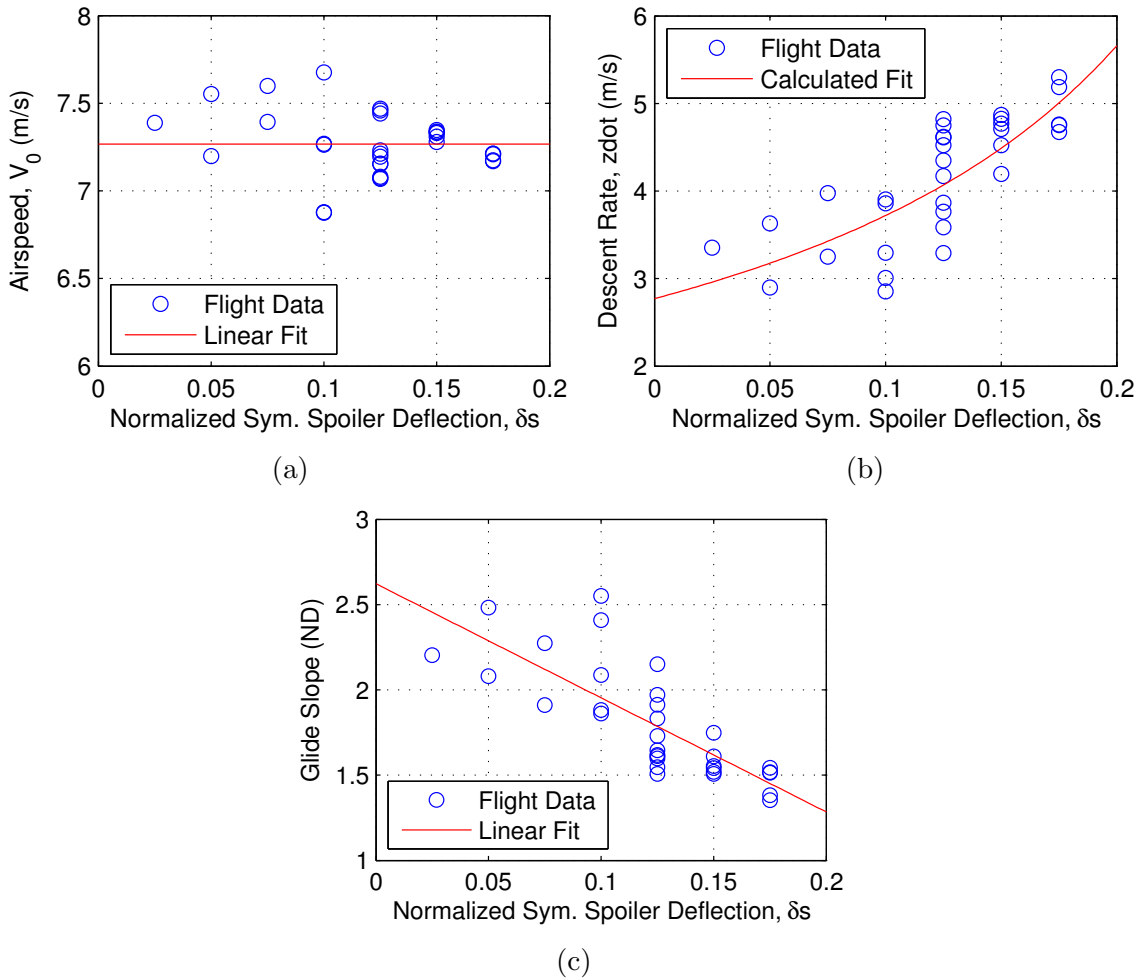 8
7.5
7
6.5
6
Airspeed, V_0 (m/s)
Flight Data
Linear Fit
0 0.05 0.1 0.15 0.2
Normalized Sym. Spoiler Deflection, δs
(a)
6
5
4
3
2
Descent Rate, zdot (m/s)
Flight Data
Calculated Fit
0 0.05 0.1 0.15 0.2
Normalized Sym. Spoiler Deflection, δs
(b)
3
2.5
2
1.5
1
Glide Slope (ND)
Flight Data
Linear Fit
0 0.05 0.1 0.15 0.2
Normalized Sym. Spoiler Deflection, δs
(c)